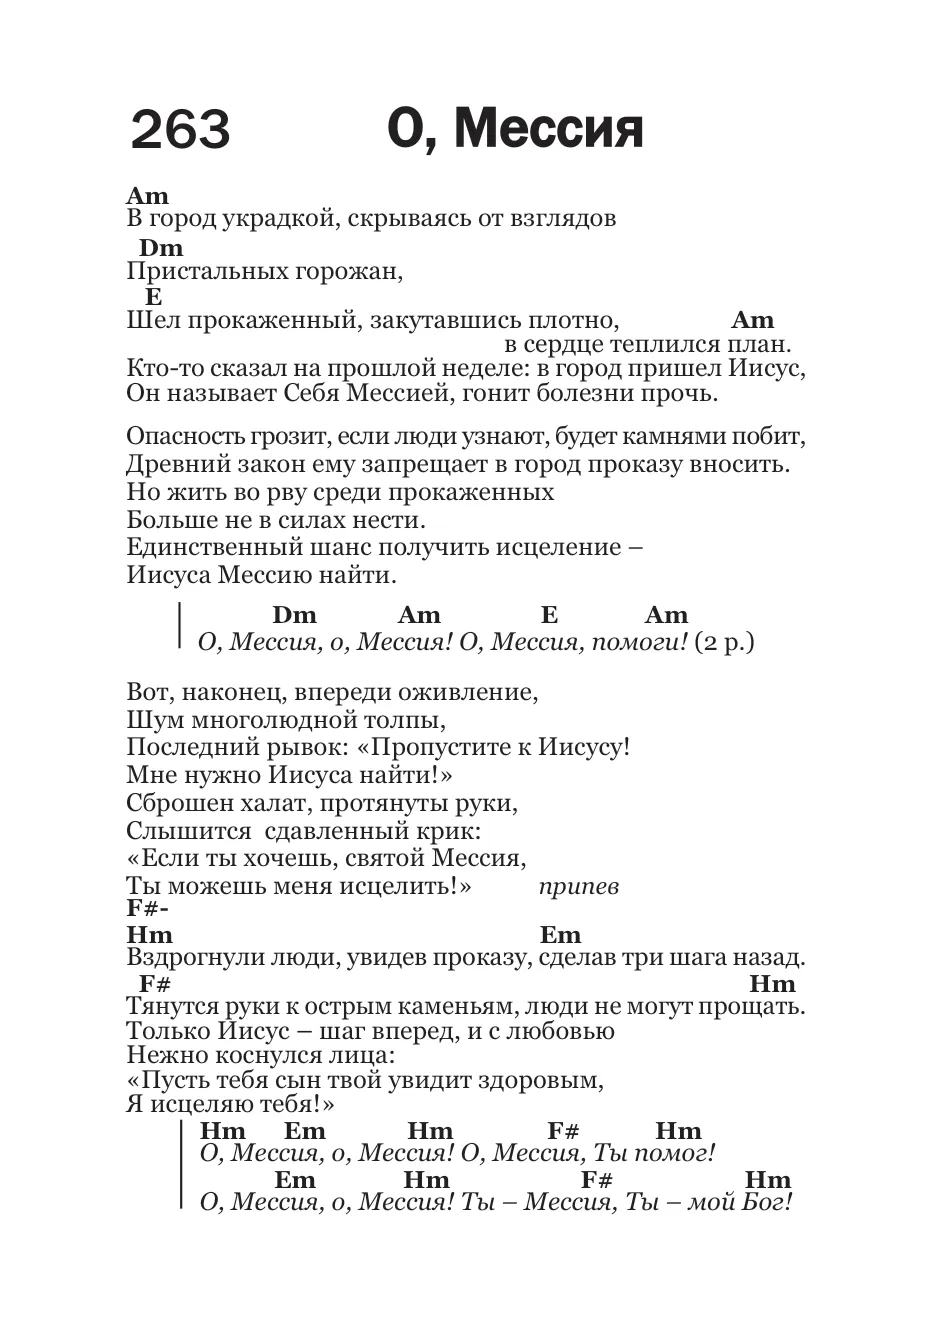 263 О, Мессия
Am
В город украдкой, скрываясь от взглядов
Dm
Пристальных горожан,
E
Шел прокаженный, закутавшись плотно, Am
в сердце теплился план.
Кто-то сказал на прошлой неделе: в город пришел Иисус,
Он называет Себя Мессией, гонит болезни прочь.
Опасность грозит, если люди узнают, будет камнями побит,
Древний закон ему запрещает в город проказу вносить.
Но жить во рву среди прокаженных
Больше не в силах нести.
Единственный шанс получить исцеление –
Иисуса Мессию найти.
Dm Am E Am
О, Мессия, о, Мессия! О, Мессия, помоги! (2 р.)
Вот, наконец, впереди оживление,
Шум многолюдной толпы,
Последний рывок: «Пропустите к Иисусу!
Мне нужно Иисуса найти!»
Сброшен халат, протянуты руки,
Слышится сдавленный крик:
«Если ты хочешь, святой Мессия,
Ты можешь меня исцелить!» припев
F#-
Hm Em
Вздрогнули люди, увидев проказу, сделав три шага назад.
F# Hm
Тянутся руки к острым каменьям, люди не могут прощать.
Только Иисус – шаг вперед, и с любовью
Нежно коснулся лица:
«Пусть тебя сын твой увидит здоровым,
Я исцеляю тебя!»
Hm Em Hm F# Hm
О, Мессия, о, Мессия! О, Мессия, Ты помог!
Em Hm F# Hm
О, Мессия, о, Мессия! Ты – Мессия, Ты – мой Бог!